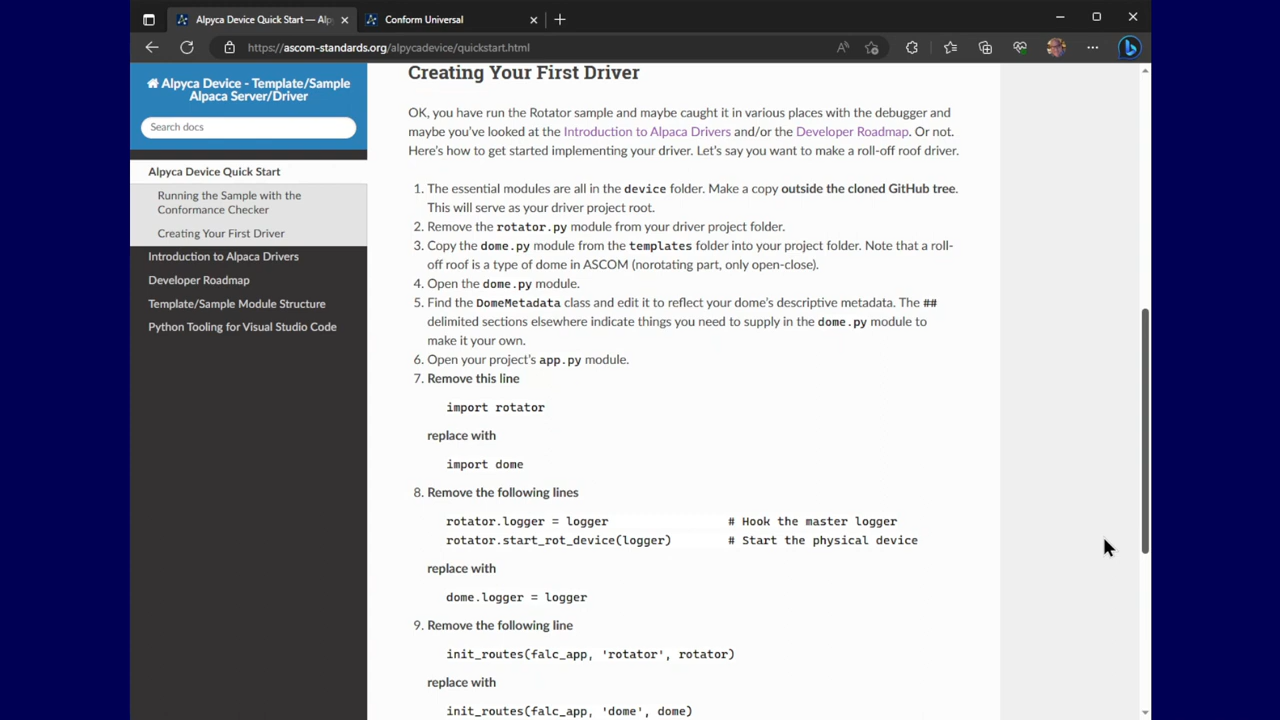 Alpyca Device Quick Start — Alp
Conform Universal
https://ascom-standards.org/alpycadevice/quickstart.html
Alpyca Device - Template/Sample
Alpaca Server/Driver
Search docs
Alpyca Device Quick Start
Running the Sample with the
Conformance Checker
Creating Your First Driver
Introduction to Alpaca Drivers
Developer Roadmap
Template/Sample Module Structure
Python Tooling for Visual Studio Code
Creating Your First Driver
OK, you have run the Rotator sample and maybe caught it in various places with the debugger and
maybe you've looked at the Introduction to Alpaca Drivers and/or the Developer Roadmap. Or not.
Here's how to get started implementing your driver. Let's say you want to make a roll-off roof driver.
1. The essential modules are all in the device folder. Make a copy outside the cloned GitHub tree.
This will serve as your driver project root.
2. Remove the rotator.py module from your driver project folder.
3. Copy the dome.py module from the templates folder into your project folder. Note that a roll-
off roof is a type of dome in ASCOM (norotating part, only open-close).
4. Open the dome.py module.
5. Find the DomeMetadata class and edit it to reflect your dome's descriptive metadata. The ##
delimited sections elsewhere indicate things you need to supply in the dome.py module to
make it your own.
6. Open your project's app.py module.
7. Remove this line
import rotator
replace with
import dome
8. Remove the following lines
rotator.logger = logger # Hook the master logger
rotator.start_rot_device(logger) # Start the physical device
replace with
dome.logger = logger
9. Remove the following line
init_routes(falc_app, 'rotator', rotator)
replace with
init_routes(falc_app, 'dome', dome)